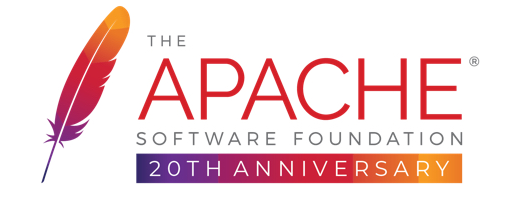 THE
APACHE®
SOFTWARE FOUNDATION
20TH ANNIVERSARY